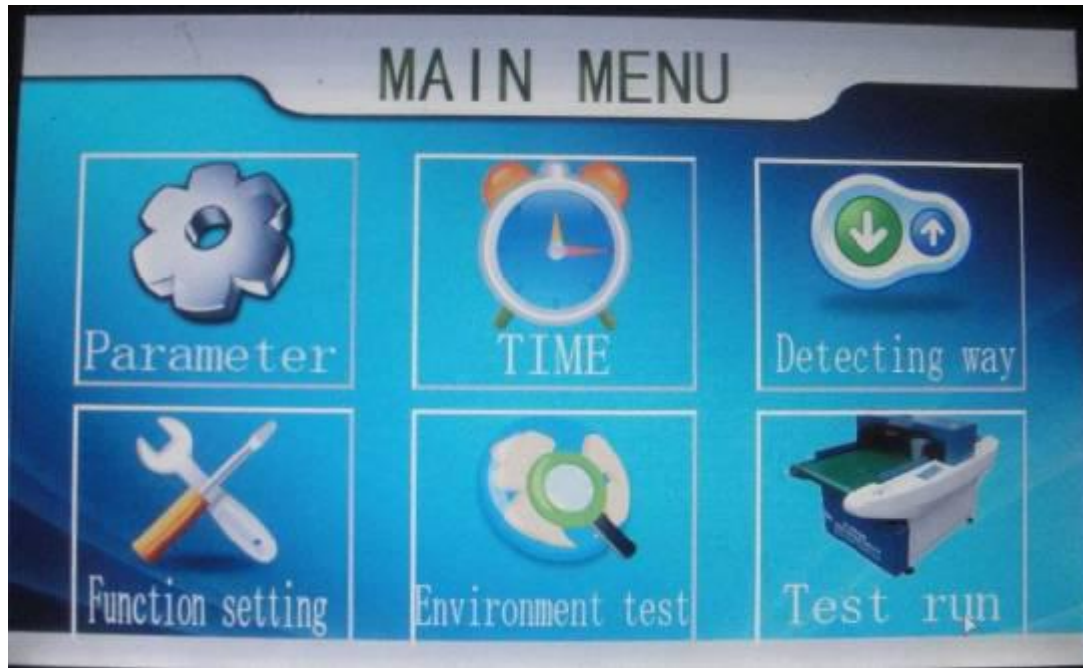 MAIN MENU
Parameter
TIME
Detecting way
Function setting
Environment test
Test run